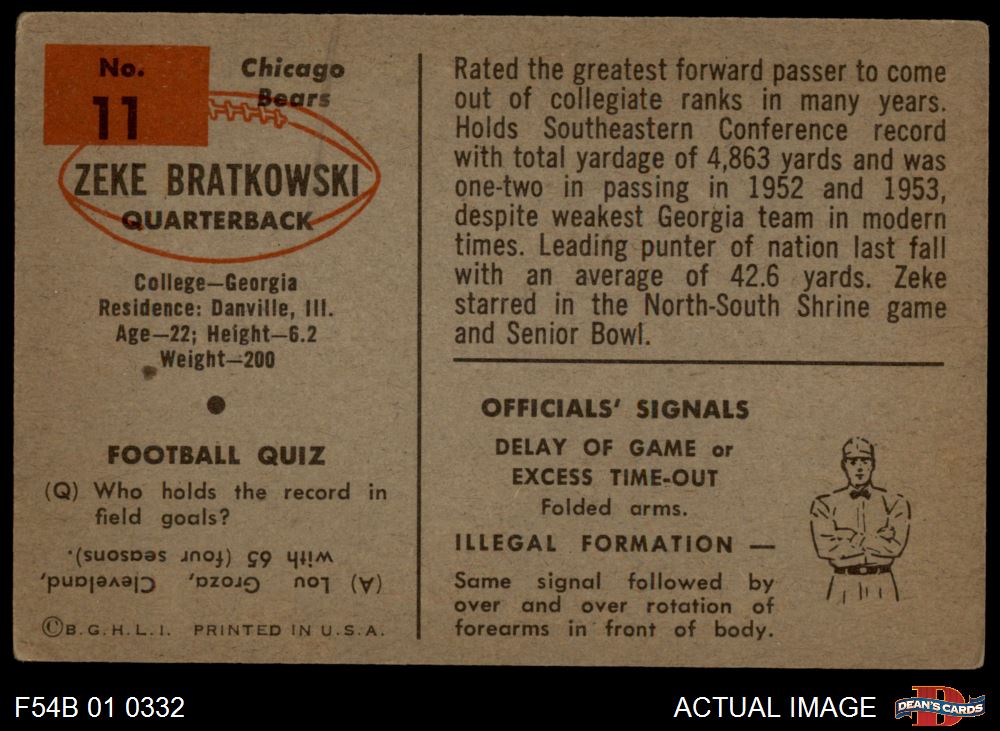 No.
11
Chicago
Bears
ZEKE BRATKOWSKI
QUARTERBACK
College—Georgia
Residence: Danville, Ill.
Age—22; Height—6.2
Weight—200
FOOTBALL QUIZ
(Q) Who holds the record in
field goals?
(A) Lou Groza, Cleveland,
with 65 (four seasons).
©B.G.H.L.I. PRINTED IN U.S.A.
Rated the greatest forward passer to come
out of collegiate ranks in many years.
Holds Southeastern Conference record
with total yardage of 4,863 yards and was
one-two in passing in 1952 and 1953,
despite weakest Georgia team in modern
times. Leading punter of nation last fall
with an average of 42.6 yards. Zeke
starred in the North-South Shrine game
and Senior Bowl.
OFFICIALS' SIGNALS
DELAY OF GAME or
EXCESS TIME-OUT
Folded arms.
ILLEGAL FORMATION —
Same signal followed by
over and over rotation of
forearms in front of body.
F54B 01 0332
ACTUAL IMAGE
D
DEAN'S CARDS